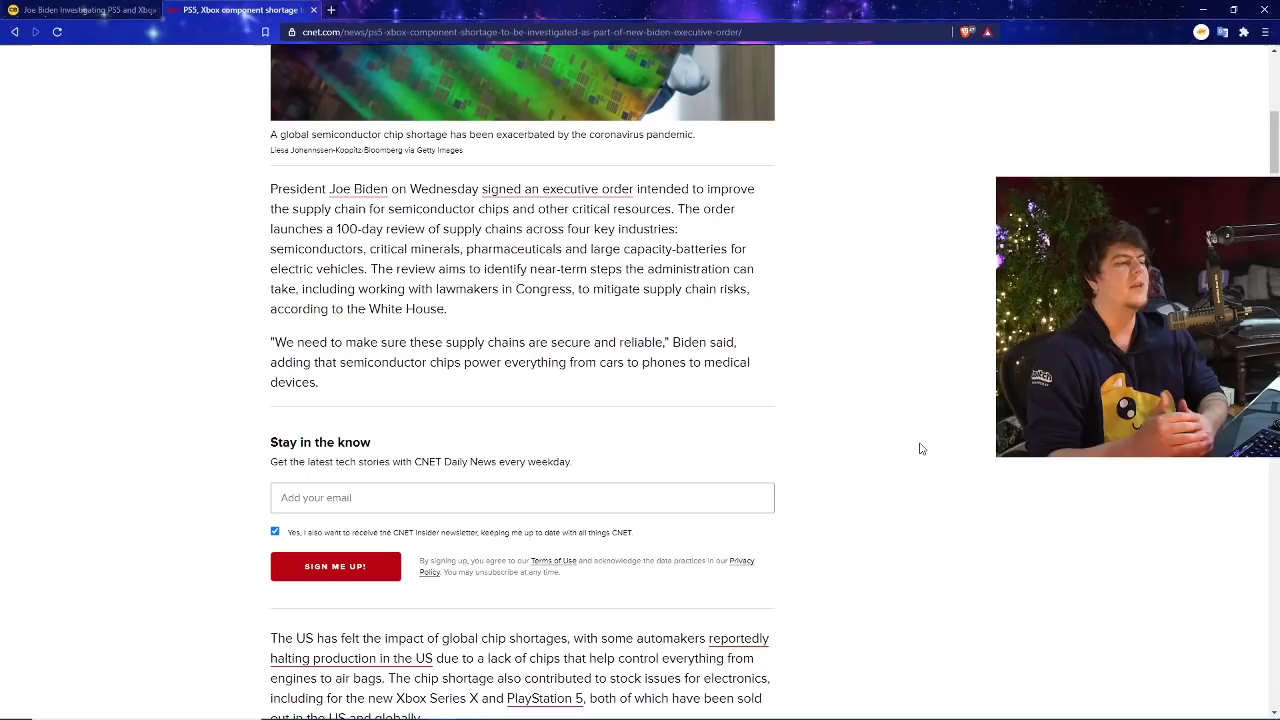 Joe Biden Investigating PS5 and Xbox
PS5, Xbox component shortage t
cnet.com/news/ps5-xbox-component-shortage-to-be-investigated-as-part-of-new-biden-executive-order/
A global semiconductor chip shortage has been exacerbated by the coronavirus pandemic.
Liesa Johannssen-Koppitz/Bloomberg via Getty Images
President Joe Biden on Wednesday signed an executive order intended to improve
the supply chain for semiconductor chips and other critical resources. The order
launches a 100-day review of supply chains across four key industries:
semiconductors, critical minerals, pharmaceuticals and large capacity-batteries for
electric vehicles. The review aims to identify near-term steps the administration can
take, including working with lawmakers in Congress, to mitigate supply chain risks,
according to the White House.
"We need to make sure these supply chains are secure and reliable," Biden said,
adding that semiconductor chips power everything from cars to phones to medical
devices.
Stay in the know
Get the latest tech stories with CNET Daily News every weekday.
Add your email
Yes, I also want to receive the CNET Insider newsletter, keeping me up to date with all things CNET.
SIGN ME UP!
By signing up, you agree to our Terms of Use and acknowledge the data practices in our Privacy
Policy. You may unsubscribe at any time.
The US has felt the impact of global chip shortages, with some automakers reportedly
halting production in the US due to a lack of chips that help control everything from
engines to air bags. The chip shortage also contributed to stock issues for electronics,
including for the new Xbox Series X and PlayStation 5, both of which have been sold
out in the US and globally.
twitch